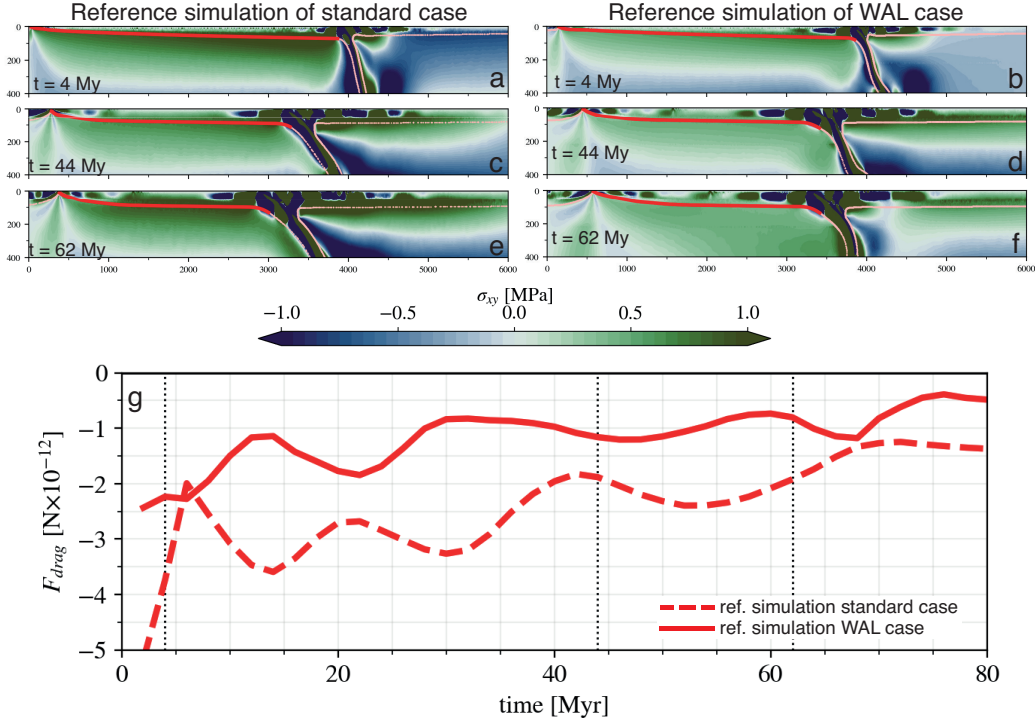 Reference simulation of standard case
Reference simulation of WAL case
0
200
400
t = 4 My
a
0
200
400
t = 4 My
b
0
200
400
t = 44 My
c
0
200
400
t = 44 My
d
0
200
400
t = 62 My
e
0
200
400
t = 62 My
f
0 1000 2000 3000 4000 5000 6000
0 1000 2000 3000 4000 5000 6000
σxy [MPa]
−1.0 −0.5 0.0 0.5 1.0
g
0
-1
-2
-3
-4
-5
Fdrag [N×10⁻¹²]
ref. simulation standard case
ref. simulation WAL case
0 20 40 60 80
time [Myr]